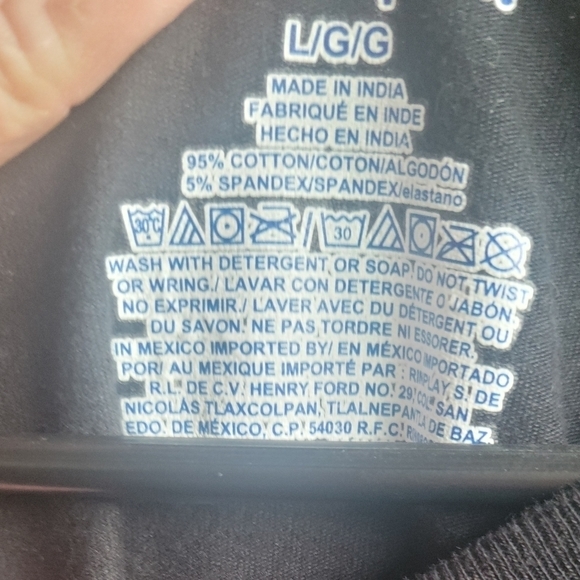 L/G/G
MADE IN INDIA
FABRIQUÉ EN INDE
HECHO EN INDIA
95% COTTON/COTON/ALGODÓN
5% SPANDEX/SPANDEX/elastano
30°C / 30
WASH WITH DETERGENT OR SOAP. DO NOT TWIST
OR WRING./ LAVAR CON DETERGENTE O JABÓN.
NO EXPRIMIR./ LAVER AVEC DU DÉTERGENT OU
DU SAVON. NE PAS TORDRE NI ESSORER.
IN MEXICO IMPORTED BY/ EN MÉXICO IMPORTADO
POR/ AU MEXIQUE IMPORTÉ PAR : RINPLAY, S. DE
R.L. DE C.V. HENRY FORD NO. 29. COL. SAN
NICOLÁS TLAXCOLPAN, TLALNEPANTLA DE BAZ,
EDO. DE MÉXICO, C.P. 54030 R.F.C.